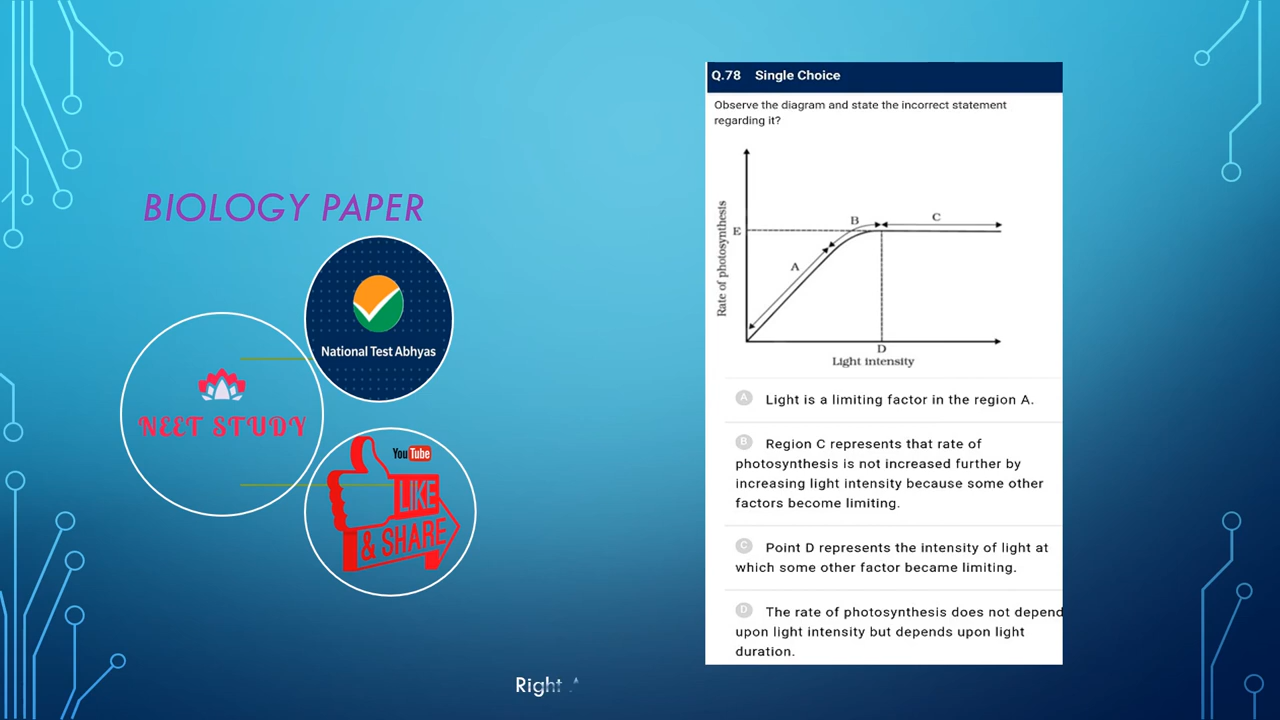 BIOLOGY PAPER
National Test Abhyas
NEET STUDY
YouTube
LIKE
& SHARE
Q.78 Single Choice
Observe the diagram and state the incorrect statement
regarding it?
Rate of photosynthesis
E
A
B
C
D
Light intensity
A Light is a limiting factor in the region A.
B Region C represents that rate of
photosynthesis is not increased further by
increasing light intensity because some other
factors become limiting.
C Point D represents the intensity of light at
which some other factor became limiting.
D The rate of photosynthesis does not depend
upon light intensity but depends upon light
duration.
Right